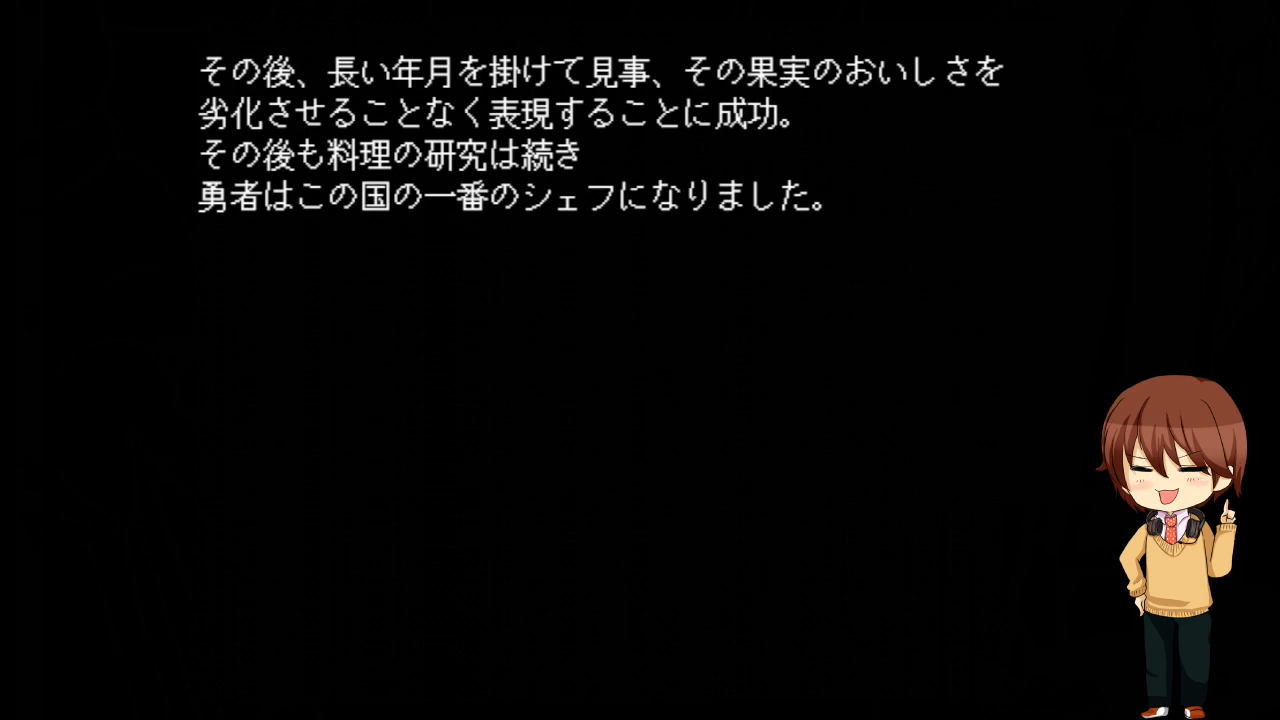 その後、長い年月を掛けて見事、その果実のおいしさを
劣化させることなく表現することに成功。
その後も料理の研究は続き
勇者はこの国の一番のシェフになりました。